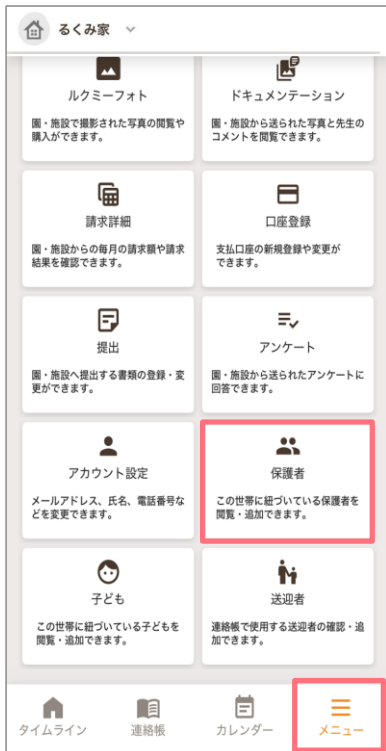 るくみ家
ルクミーフォト
ドキュメンテーション
園・施設で撮影された写真の閲覧や
購入ができます。
園・施設から送られた写真と先生の
コメントを閲覧できます。
請求詳細
口座登録
園・施設からの毎月の請求額や請求
結果を確認できます。
支払口座の新規登録や変更が
できます。
提出
アンケート
園・施設へ提出する書類の登録・変
更ができます。
園・施設から送られたアンケートに
回答できます。
アカウント設定
保護者
メールアドレス、氏名、電話番号な
どを変更できます。
この世帯に紐づいている保護者を
閲覧・追加できます。
子ども
送迎者
この世帯に紐づいている子どもを
閲覧・追加できます。
連絡帳で使用する送迎者の確認・追
加できます。
タイムライン
連絡帳
カレンダー
メニュー